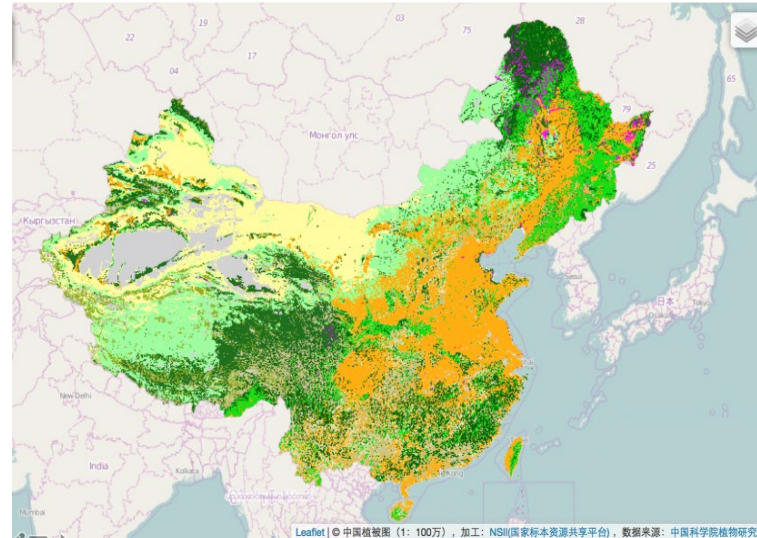 03
19
28
22
75
17
65
04
79
Монгол улс
25
Кыргызстан
Seoul
日本
Tokyo
Osaka
New Delhi
India
Kolkata
Mumbai
Leaflet | © 中国植被图（1：100万），加工：NSII(国家标本资源共享平台) ，数据来源：中国科学院植物研究